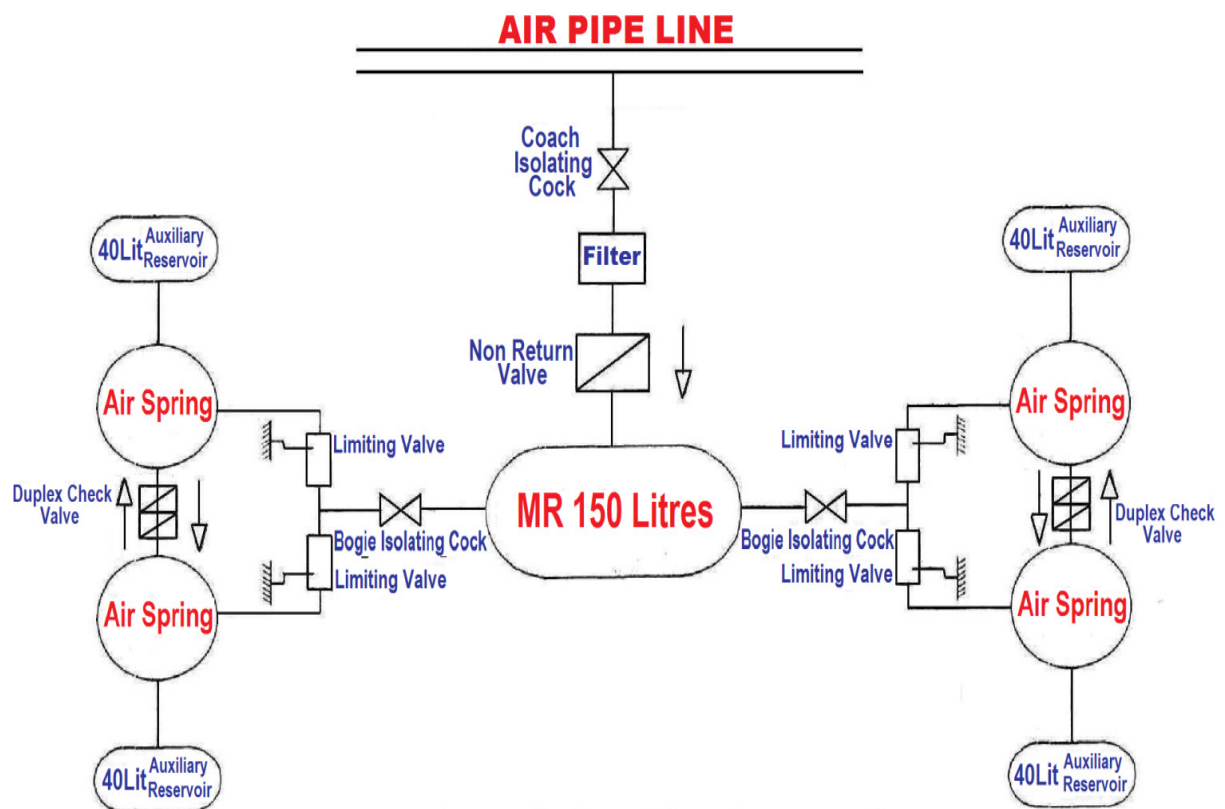 AIR PIPE LINE
Coach
Isolating
Cock
40Lit Auxiliary
Reservoir
40Lit Auxiliary
Reservoir
Filter
Non Return
Valve
Air Spring
Air Spring
Limiting Valve
Limiting Valve
Duplex Check
Valve
MR 150 Litres
Duplex Check
Valve
Bogie Isolating Cock
Bogie Isolating Cock
Limiting Valve
Limiting Valve
Air Spring
Air Spring
40Lit Auxiliary
Reservoir
40Lit Auxiliary
Reservoir